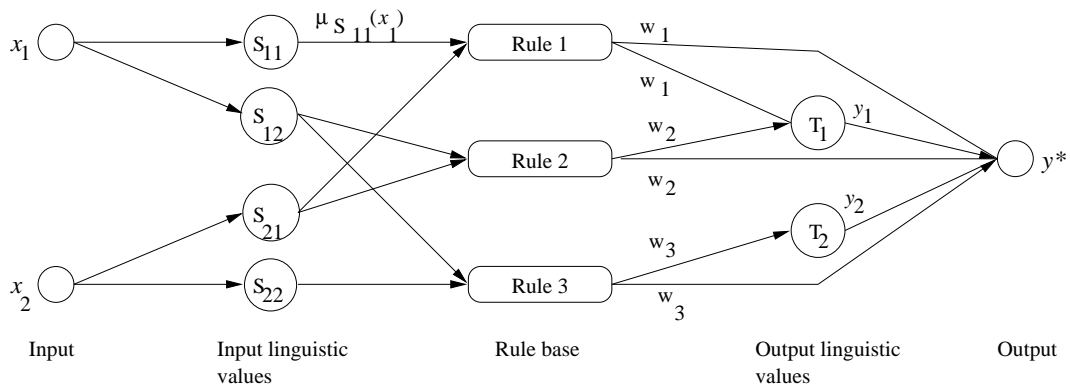 x1
S11
μ S 11 (x1)
Rule 1
w1
w1
S12
T1
y1
w2
Rule 2
w2
y*
S21
y2
T2
w3
x2
S22
Rule 3
w3
Input
Input linguistic
values
Rule base
Output linguistic
values
Output